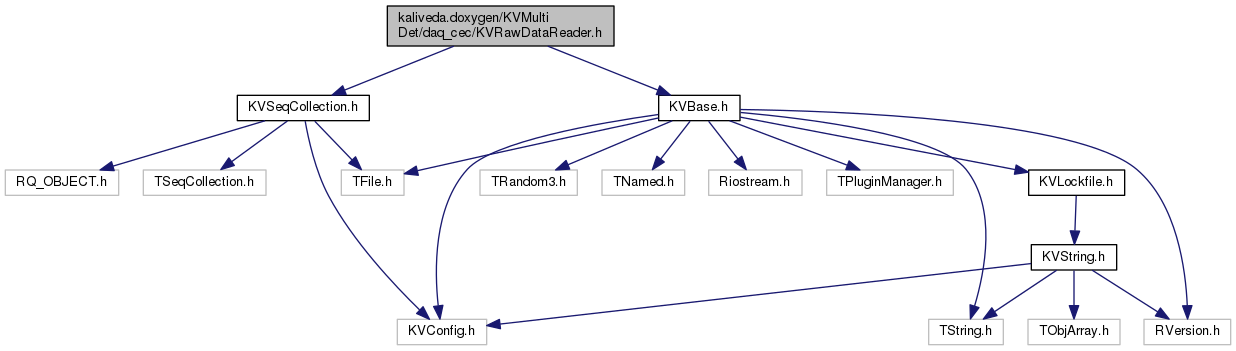 kaliveda.doxygen/KVMulti
Det/daq_cec/KVRawDataReader.h
KVSeqCollection.h
KVBase.h
RQ_OBJECT.h
TSeqCollection.h
TFile.h
TRandom3.h
TNamed.h
Riostream.h
TPluginManager.h
KVLockfile.h
KVString.h
KVConfig.h
TString.h
TObjArray.h
RVersion.h